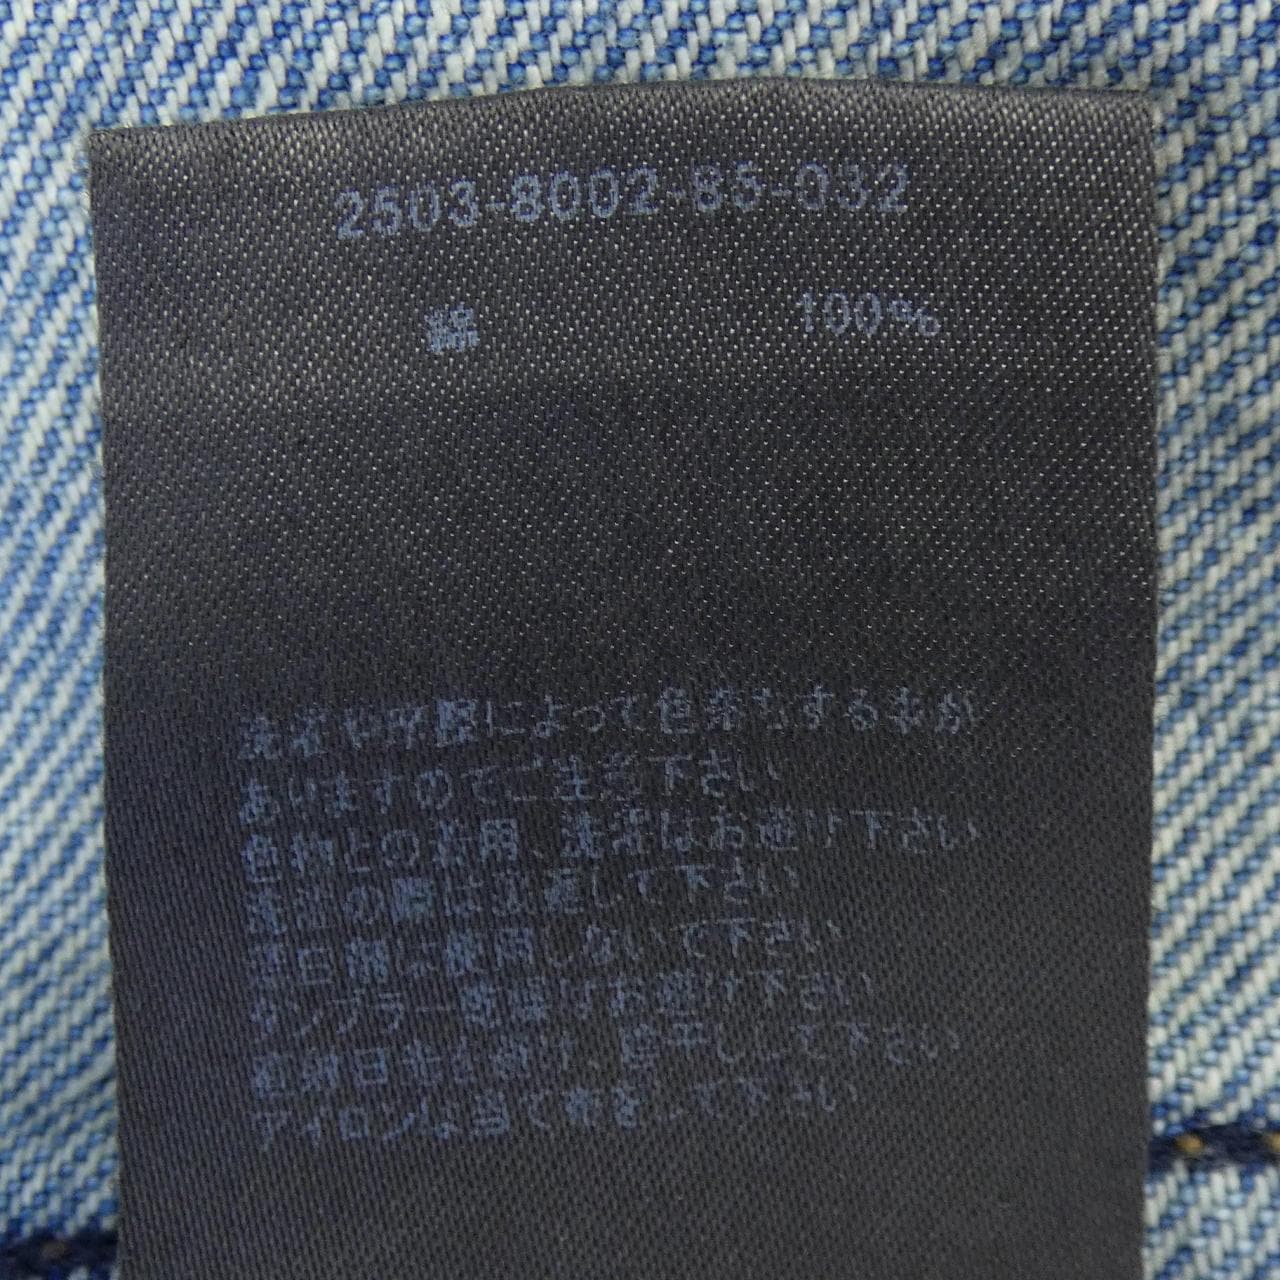 2503-8002-85-032
綿 100%
洗濯や摩擦によって色落ちする事が
ありますのでご注意下さい
色物との着用、洗濯はお避け下さい
洗濯の際は裏返して下さい
蛍白剤は使用しないで下さい
タンブラー乾燥はお避け下さい
直射日光を避け、陰干しして下さい
アイロンは当て布をして下さい